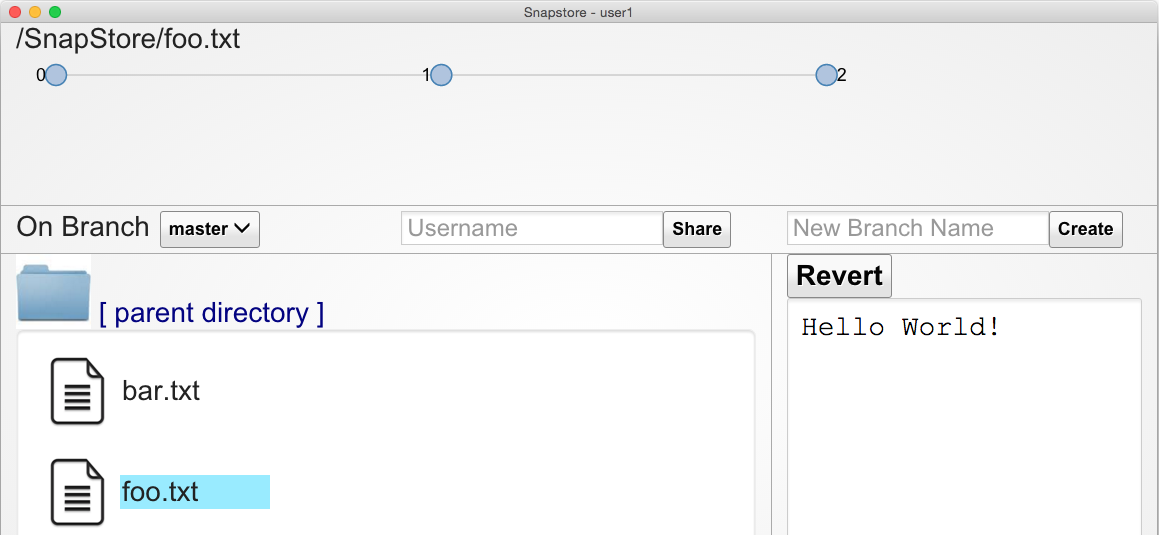 Snapstore - user1
/SnapStore/foo.txt
0 1 2
On Branch master Username Share New Branch Name Create
[ parent directory ]
bar.txt
foo.txt
Revert
Hello World!